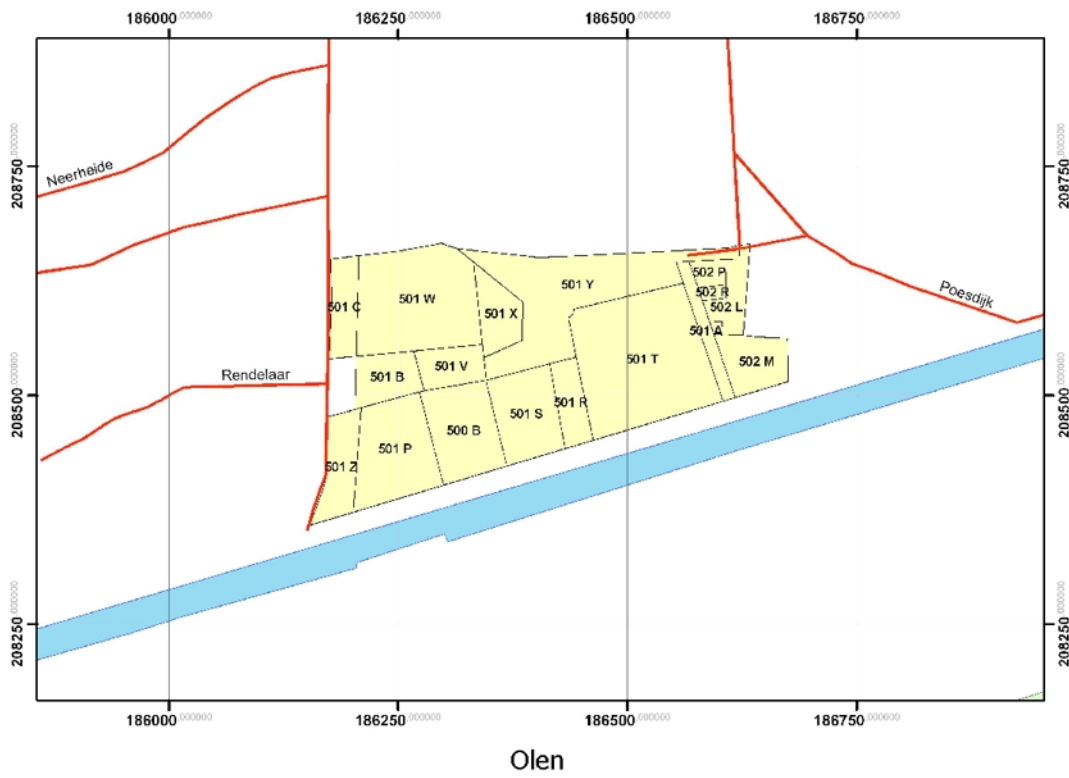 186000,000000 186250,000000 186500,000000 186750,000000
208750,000000
208750,000000
Neerheide
501 C
501 W
501 X
501 Y
502 P
502 R
502 L
501 A
Poesdijk
501 B
501 V
501 T
502 M
Rendelaar
208500,000000
208500,000000
501 Z
501 P
500 B
501 S
501 R
208250,000000
208250,000000
186000,000000 186250,000000 186500,000000 186750,000000
Olen